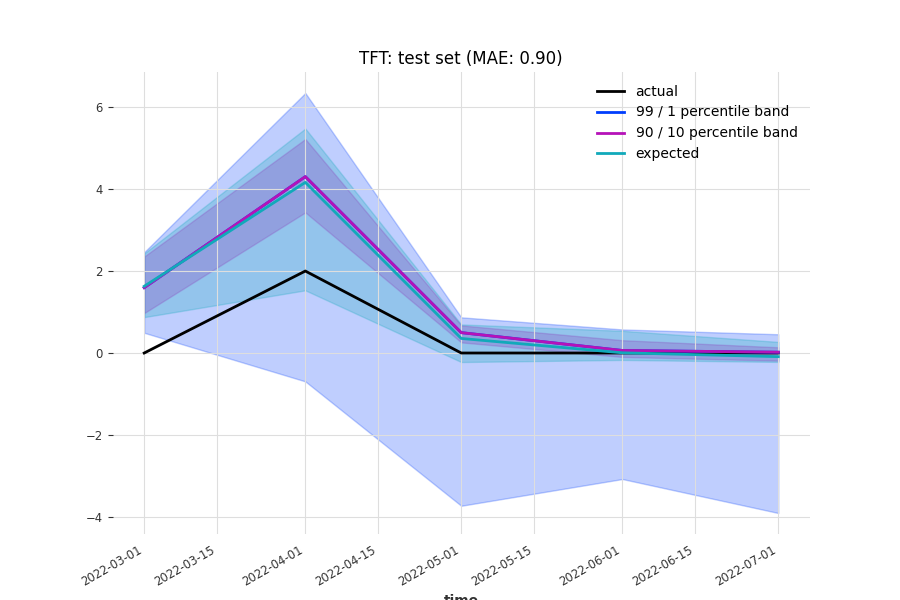 TFT: test set (MAE: 0.90)
actual
99 / 1 percentile band
90 / 10 percentile band
expected
6
4
2
0
−2
−4
2022-03-01
2022-03-15
2022-04-01
2022-04-15
2022-05-01
2022-05-15
2022-06-01
2022-06-15
2022-07-01
time